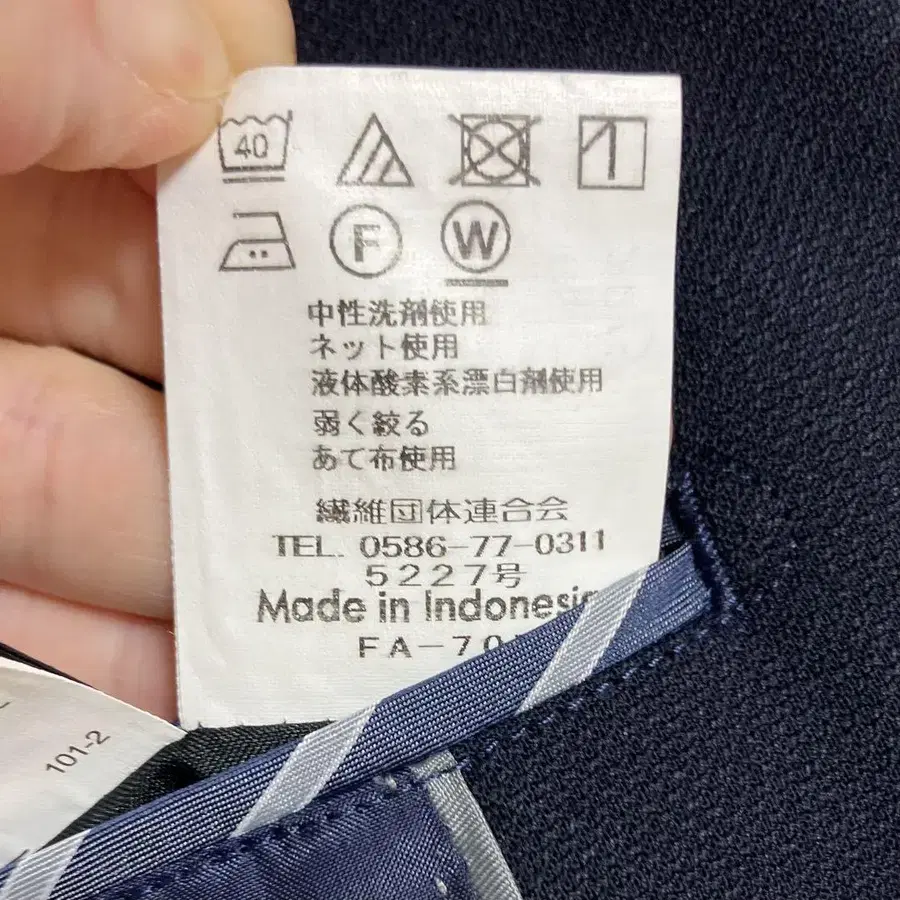 40
F W
中性洗剤使用
ネット使用
液体酸素系漂白剤使用
弱く絞る
あて布使用
繊維団体連合会
TEL. 0586-77-0311
5227号
Made in Indonesia
FA-70
101-2